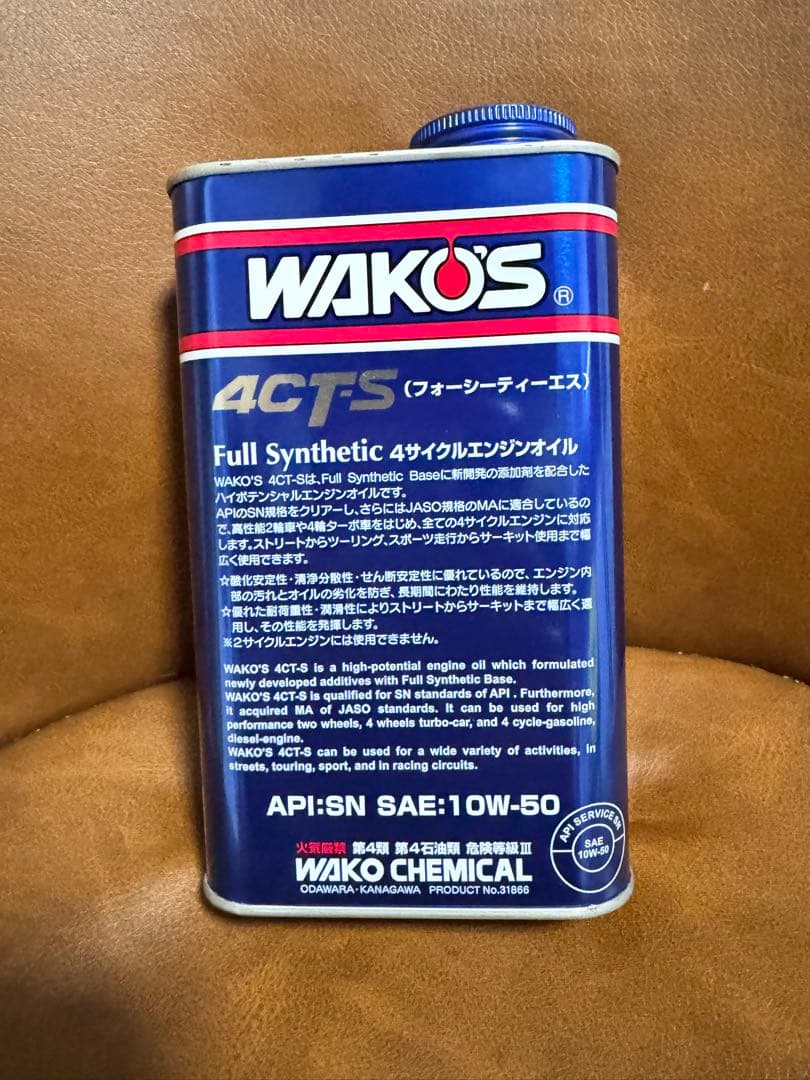 WAKO'S ®
4CT-S (フォーシーティーエス)
Full Synthetic 4サイクルエンジンオイル
WAKO'S 4CT-Sは、Full Synthetic Baseに新開発の添加剤を配合した
ハイポテンシャルエンジンオイルです。
APIのSN規格をクリアーし、さらにはJASO規格のMAに適合しているの
で、高性能2輪車や4輪ターボ車をはじめ、全ての4サイクルエンジンに対応
します。ストリートからツーリング、スポーツ走行からサーキット使用まで幅
広く使用できます。
☆酸化安定性・清浄分散性・せん断安定性に優れているので、エンジン内
部の汚れとオイルの劣化を防ぎ、長期間にわたり性能を維持します。
☆優れた耐荷重性・潤滑性によりストリートからサーキットまで幅広く適
用し、その性能を発揮します。
※2サイクルエンジンには使用できません。
WAKO'S 4CT-S is a high-potential engine oil which formulated
newly developed additives with Full Synthetic Base.
WAKO'S 4CT-S is qualified for SN standards of API . Furthermore,
it acquired MA of JASO standards. It can be used for high
performance two wheels, 4 wheels turbo-car, and 4 cycle-gasoline,
diesel-engine.
WAKO'S 4CT-S can be used for a wide variety of activities, in
streets, touring, sport, and in racing circuits.
API:SN SAE:10W-50
API SERVICE SN
SAE
10W-50
火気厳禁 第4類 第4石油類 危険等級Ⅲ
WAKO CHEMICAL
ODAWARA・KANAGAWA PRODUCT No.31866